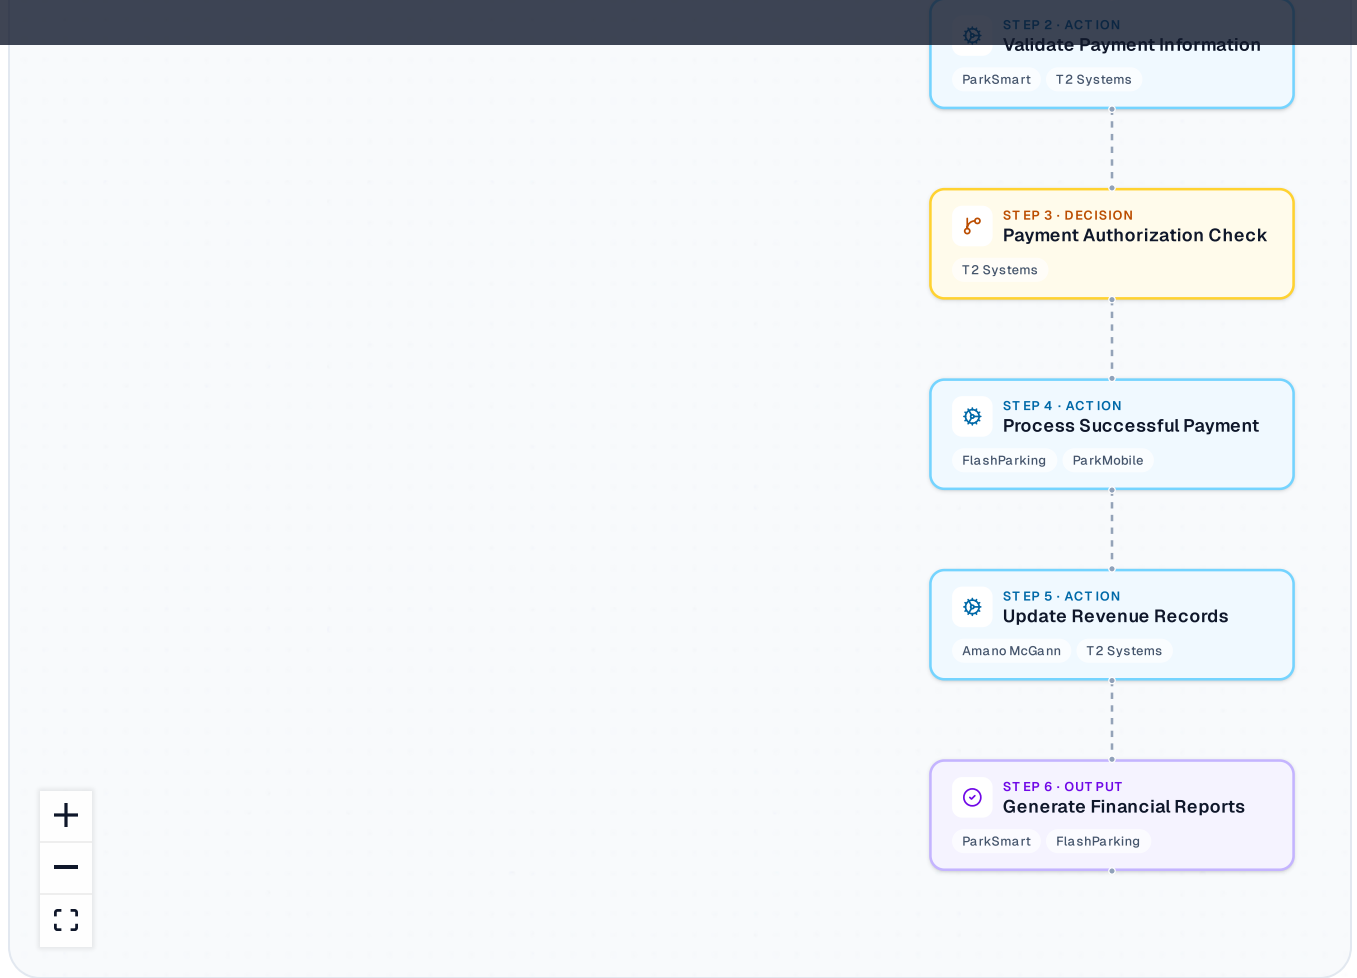 STEP 2 · ACTION
Validate Payment Information
ParkSmart T2 Systems
STEP 3 · DECISION
Payment Authorization Check
T2 Systems
STEP 4 · ACTION
Process Successful Payment
FlashParking ParkMobile
STEP 5 · ACTION
Update Revenue Records
Amano McGann T2 Systems
STEP 6 · OUTPUT
Generate Financial Reports
ParkSmart FlashParking